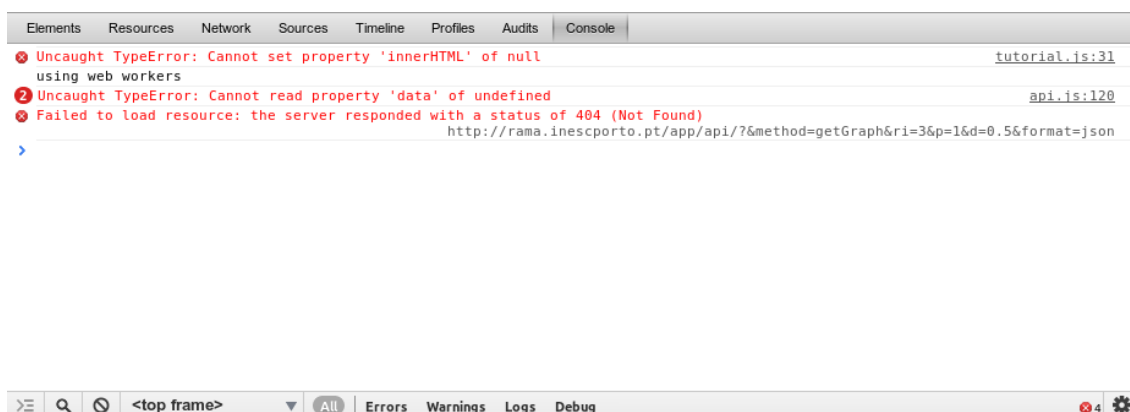 Elements Resources Network Sources Timeline Profiles Audits Console
Uncaught TypeError: Cannot set property 'innerHTML' of null tutorial.js:31
using web workers
2 Uncaught TypeError: Cannot read property 'data' of undefined api.js:120
Failed to load resource: the server responded with a status of 404 (Not Found)
http://rama.inescporto.pt/app/api/?&method=getGraph&ri=3&p=1&d=0.5&format=json
<top frame> All Errors Warnings Logs Debug 4